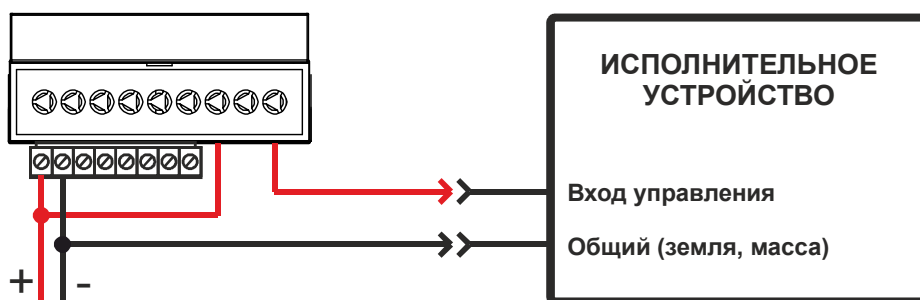 ИСПОЛНИТЕЛЬНОЕ
УСТРОЙСТВО
Вход управления
Общий (земля, масса)
+ -